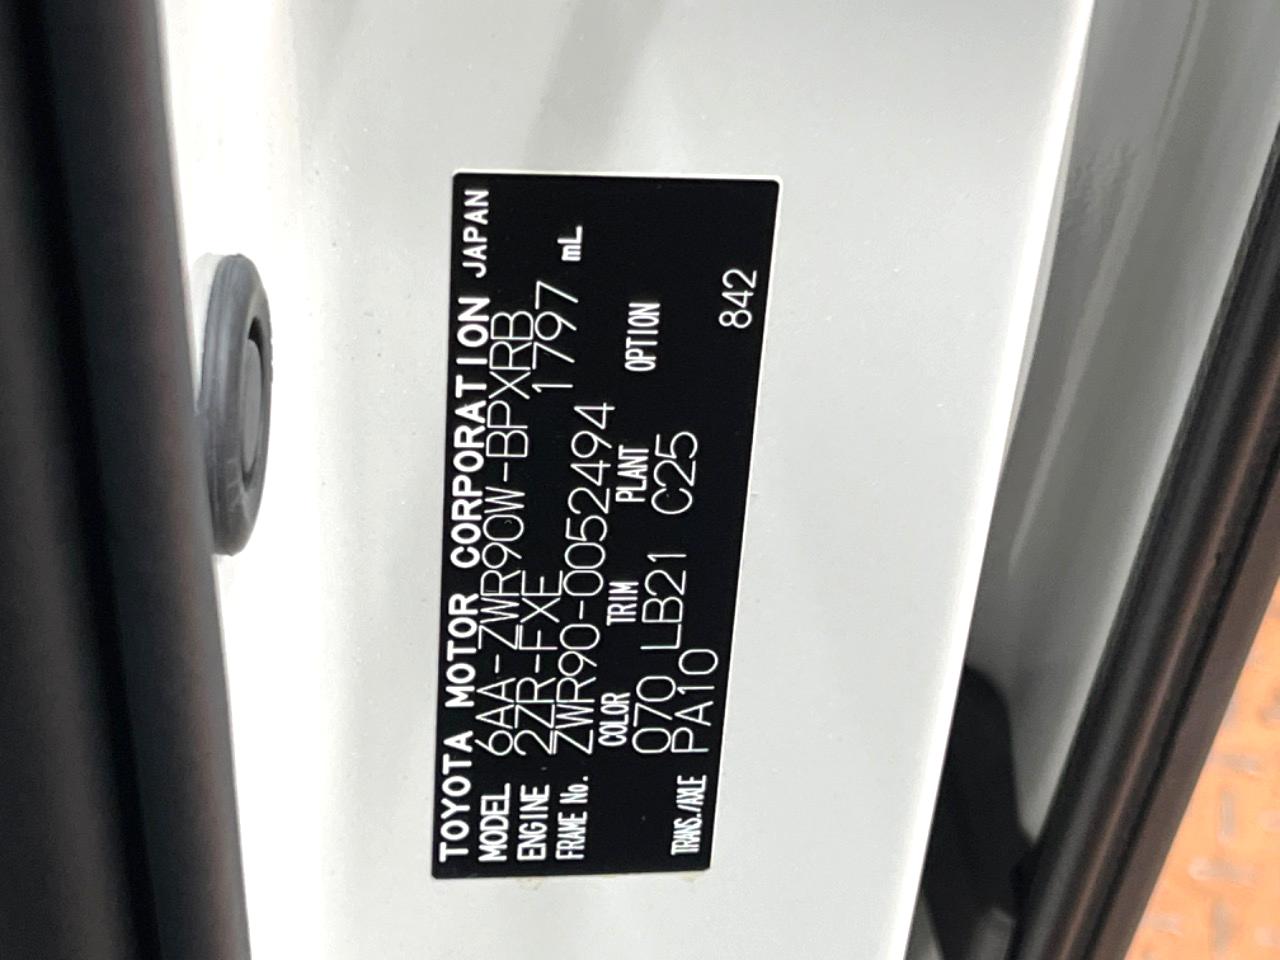 TOYOTA MOTOR CORPORATION JAPAN
MODEL 6AA-ZWR90W-BPXRB
ENGINE 2ZR-FXE 1797 mL
FRAME No. ZWR90-0052494
COLOR TRIM PLANT OPTION
070 LB21 C25
TRANS./AXLE PA10 842